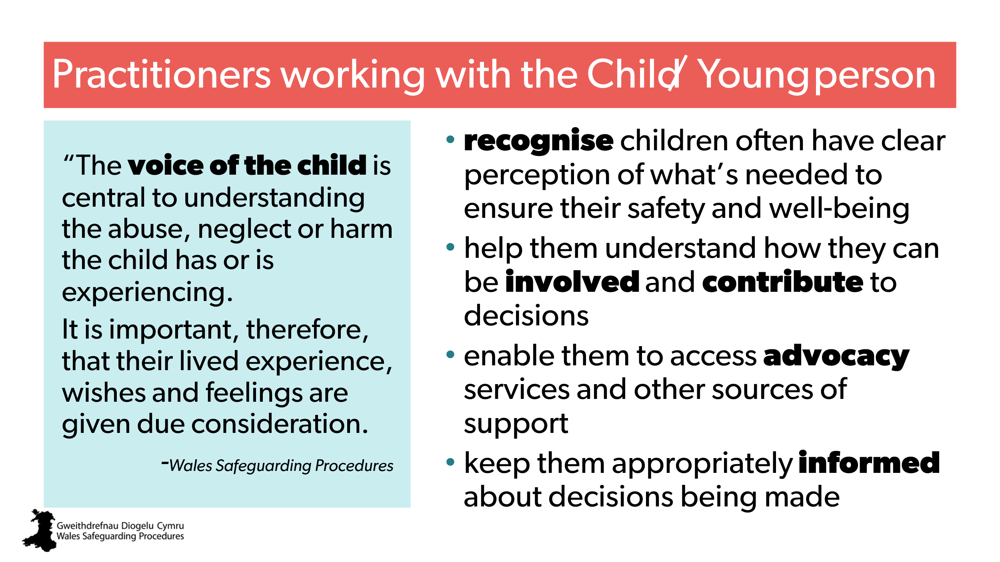 Practitioners working with the Child/ Young person
“The voice of the child is
central to understanding
the abuse, neglect or harm
the child has or is
experiencing.
It is important, therefore,
that their lived experience,
wishes and feelings are
given due consideration.
-Wales Safeguarding Procedures
• recognise children often have clear
perception of what’s needed to
ensure their safety and well-being
• help them understand how they can
be involved and contribute to
decisions
• enable them to access advocacy
services and other sources of
support
• keep them appropriately informed
about decisions being made
Gweithdrefnau Diogelu Cymru
Wales Safeguarding Procedures